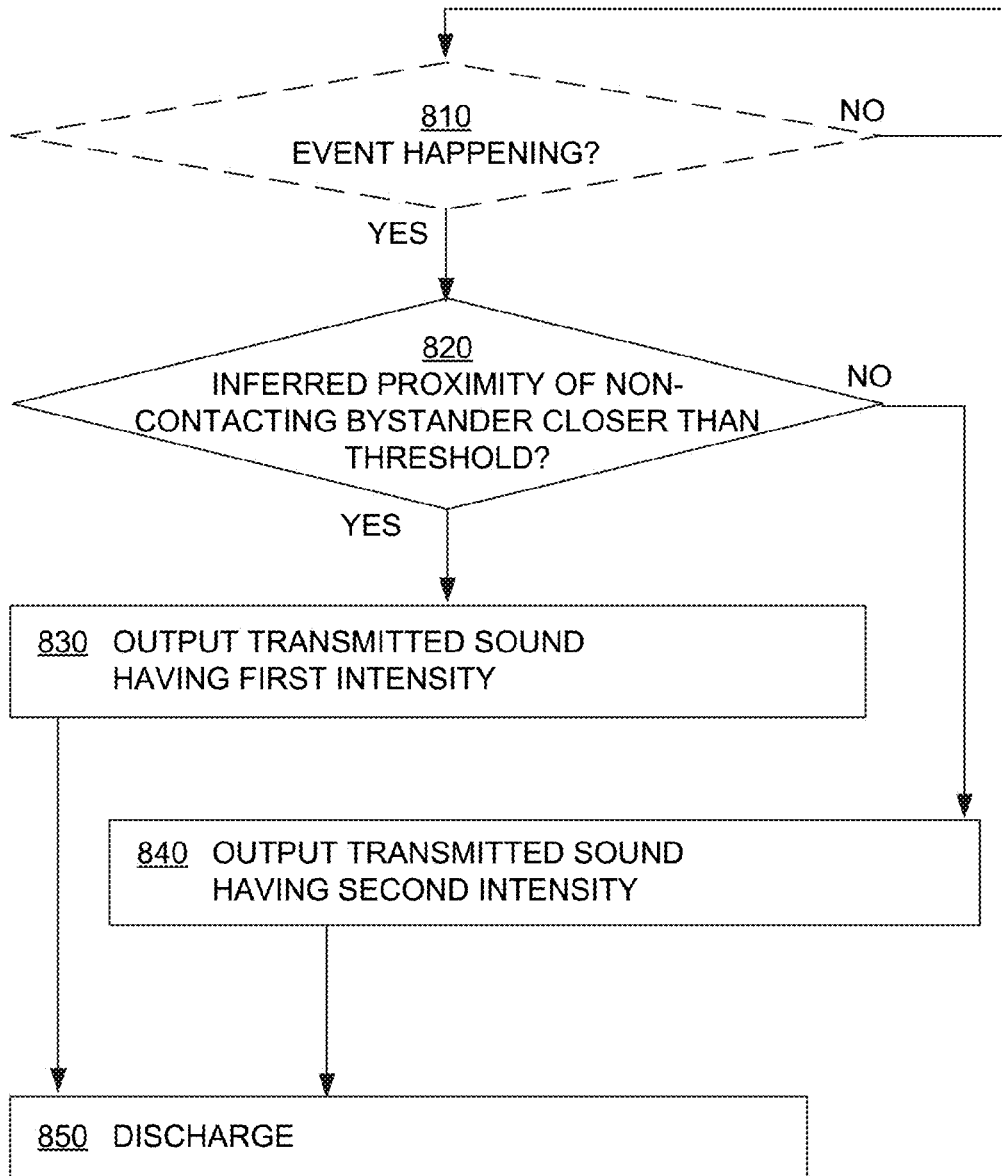 810
EVENT HAPPENING?
NO
YES
820
INFERRED PROXIMITY OF NON-
CONTACTING BYSTANDER CLOSER THAN
THRESHOLD?
NO
YES
830 OUTPUT TRANSMITTED SOUND
HAVING FIRST INTENSITY
840 OUTPUT TRANSMITTED SOUND
HAVING SECOND INTENSITY
850 DISCHARGE